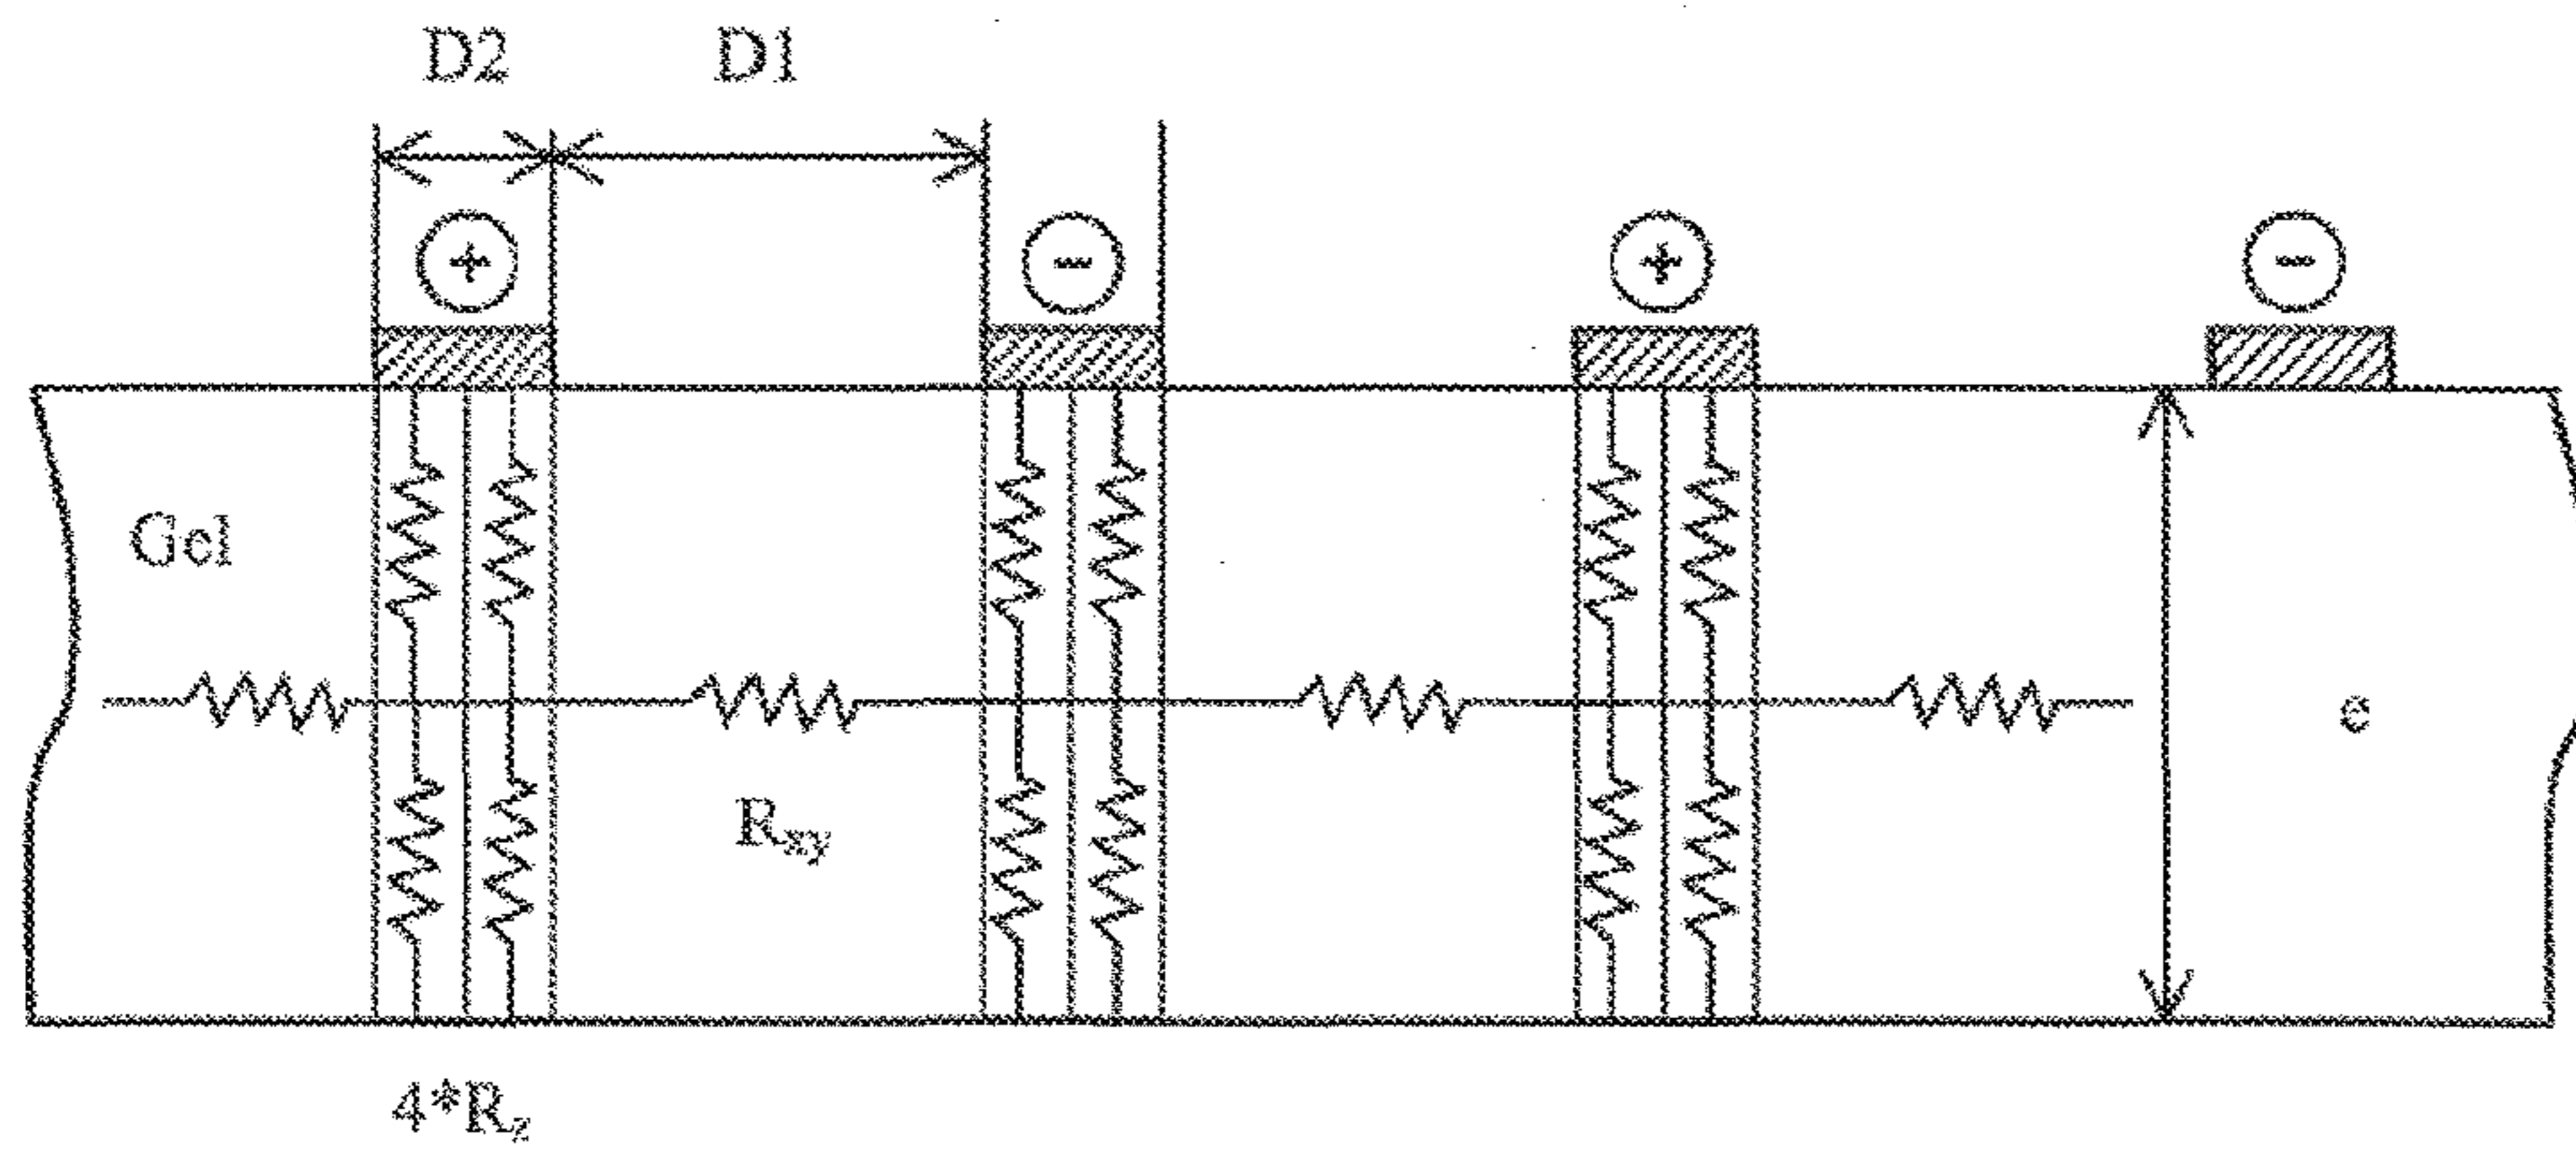 D2 D1
+ − + −
Gel
e
Rxy
4*Rz